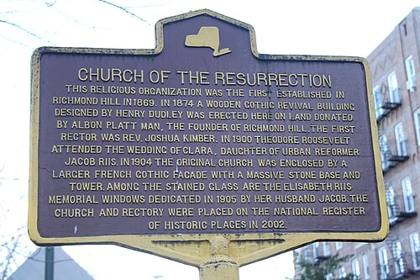 CHURCH OF THE RESURRECTION
THIS RELIGIOUS ORGANIZATION WAS THE FIRST ESTABLISHED IN
RICHMOND HILL IN 1869. IN 1874 A WOODEN GOTHIC REVIVAL BUILDING
DESIGNED BY HENRY DUDLEY WAS ERECTED HERE ON LAND DONATED
BY ALBON PLATT MAN, THE FOUNDER OF RICHMOND HILL. THE FIRST
RECTOR WAS REV. JOSHUA KIMBER. IN 1900 THEODORE ROOSEVELT
ATTENDED THE WEDDING OF CLARA, DAUGHTER OF URBAN REFORMER
JACOB RIIS. IN 1904 THE ORIGINAL CHURCH WAS ENCLOSED BY A
LARGER FRENCH GOTHIC FACADE WITH A MASSIVE STONE BASE AND
TOWER. AMONG THE STAINED GLASS ARE THE ELISABETH RIIS
MEMORIAL WINDOWS DEDICATED IN 1905 BY HER HUSBAND JACOB. THE
CHURCH AND RECTORY WERE PLACED ON THE NATIONAL REGISTER
OF HISTORIC PLACES IN 2002.